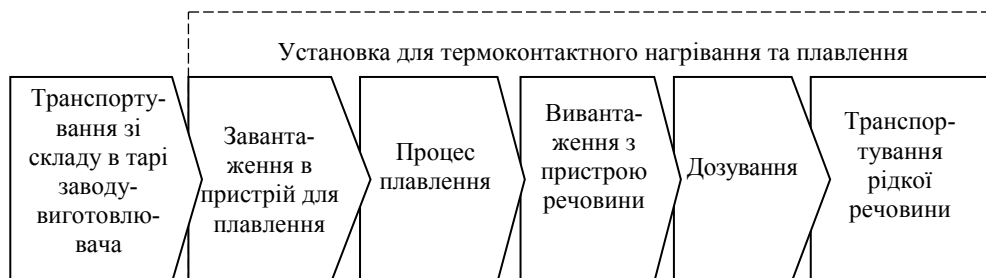 Установка для термоконтактного нагрівання та плавлення
Транспорту-
вання зі
складу в тарі
заводу-
виготовлю-
вача
Заванта-
ження в
пристрій для
плавлення
Процес
плавлення
Виванта-
ження з
пристрою
речовини
Дозування
Транспор-
тування
рідкої
речовини